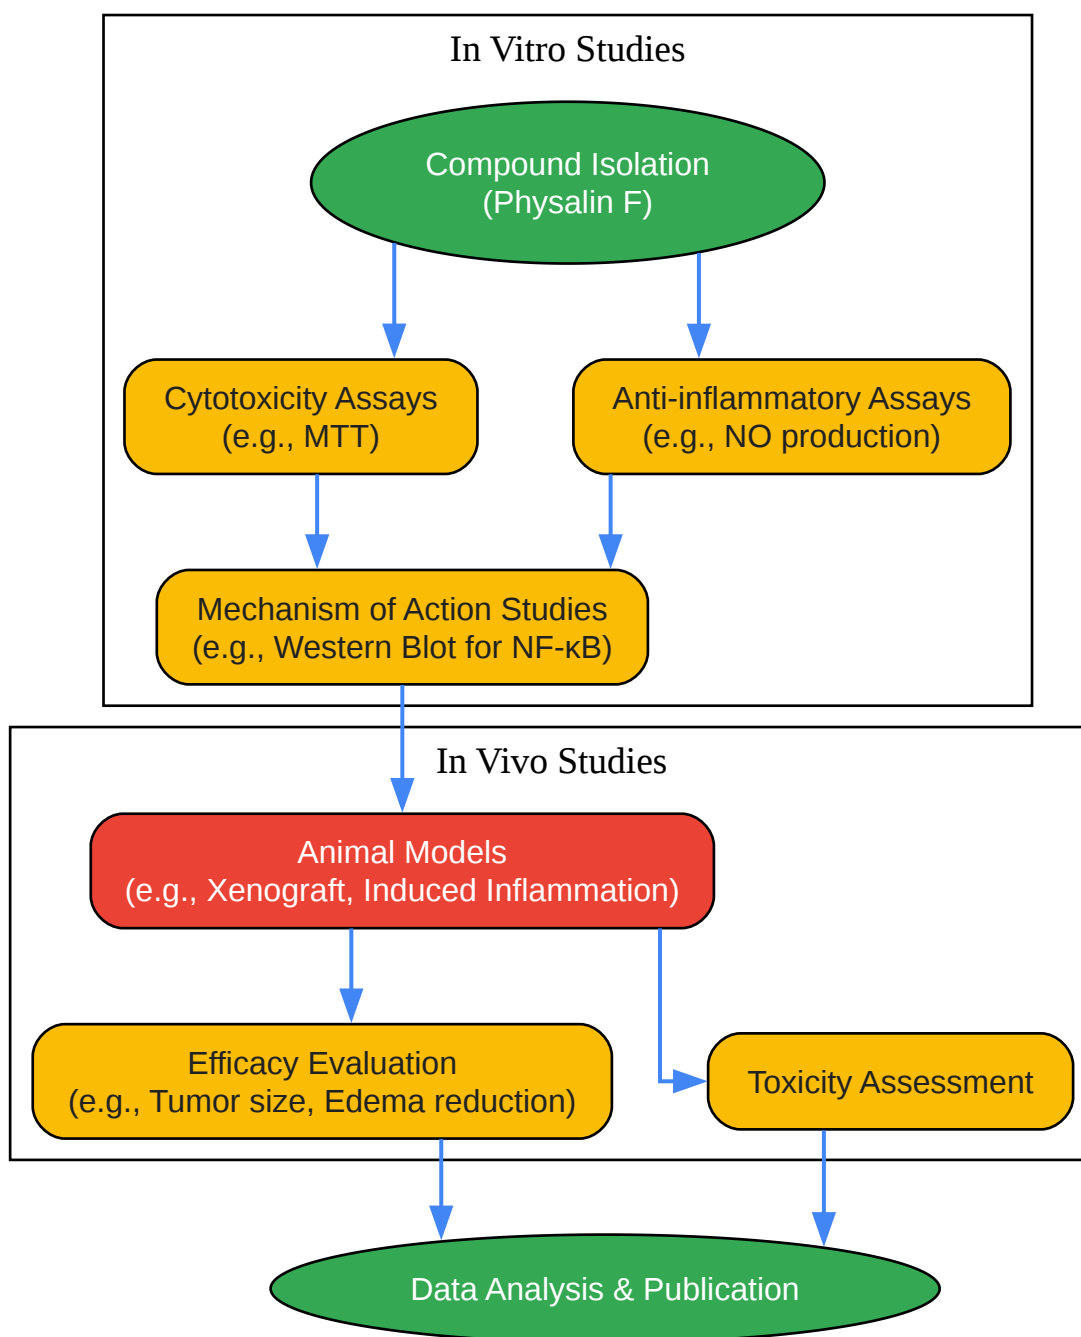 In Vitro Studies
Compound Isolation
(Physalin F)
Cytotoxicity Assays
(e.g., MTT)
Anti-inflammatory Assays
(e.g., NO production)
Mechanism of Action Studies
(e.g., Western Blot for NF-κB)
In Vivo Studies
Animal Models
(e.g., Xenograft, Induced Inflammation)
Efficacy Evaluation
(e.g., Tumor size, Edema reduction)
Toxicity Assessment
Data Analysis & Publication